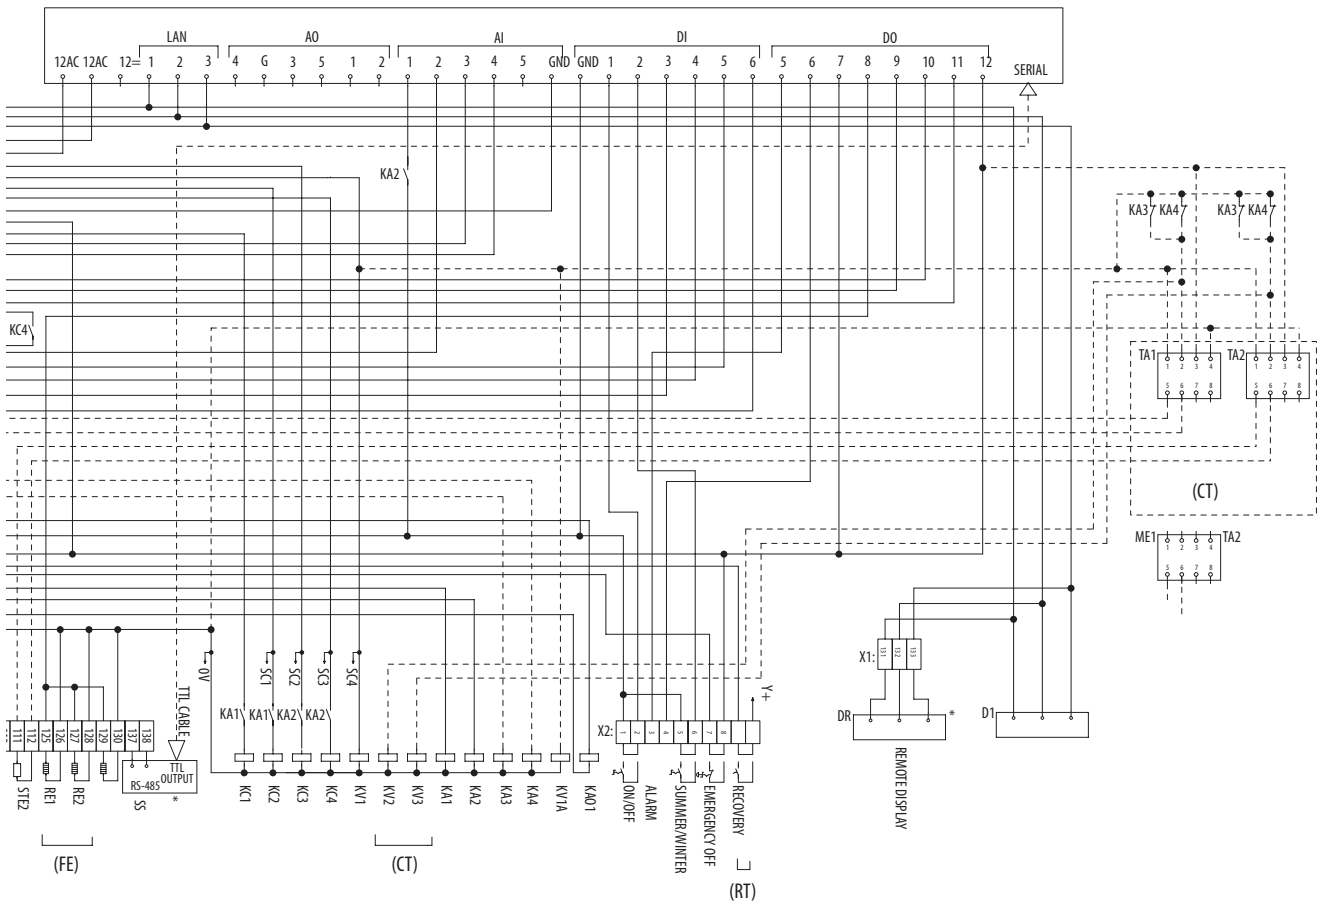 LAN AO AI DI DO
12AC 12AC 12= 1 2 3 4 G 3 5 1 2 1 2 3 4 5 GND GND 1 2 3 4 5 6 5 6 7 8 9 10 11 12 SERIAL
KA2
KA3 KA4 KA3 KA4
KC4
TA1 1 2 3 4 TA2 1 2 3 4
5 6 7 8 5 6 7 8
(CT)
ME1 1 2 3 4 TA2
5 6 7 8
X1: 131 132 133
0V SC1 SC2 SC3 SC4 Y+
TTL CABLE
KA1 KA1 KA2 KA2
DR * D1
111 112 125 126 127 128 129 130 137 138
X2: 1 2 3 4 5 6 7 8
TTL OUTPUT
RS-485
*
STE2 RE1 RE2 SS
KC1 KC2 KC3 KC4 KV1 KV2 KV3 KA1 KA2 KA3 KA4 KV1A KA01
ON/OFF ALARM SUMMER/WINTER EMERGENCY OFF RECOVERY
REMOTE DISPLAY
(FE) (CT) (RT)